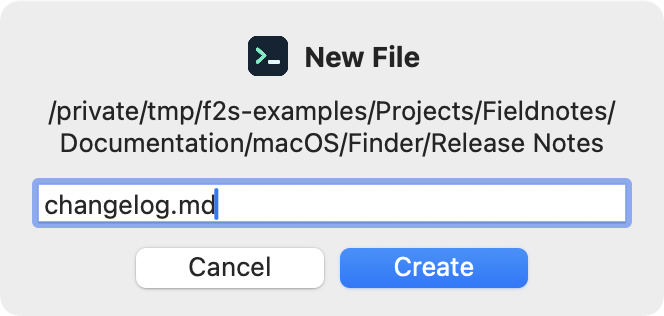 New File
/private/tmp/f2s-examples/Projects/Fieldnotes/
Documentation/macOS/Finder/Release Notes
changelog.md
Cancel
Create